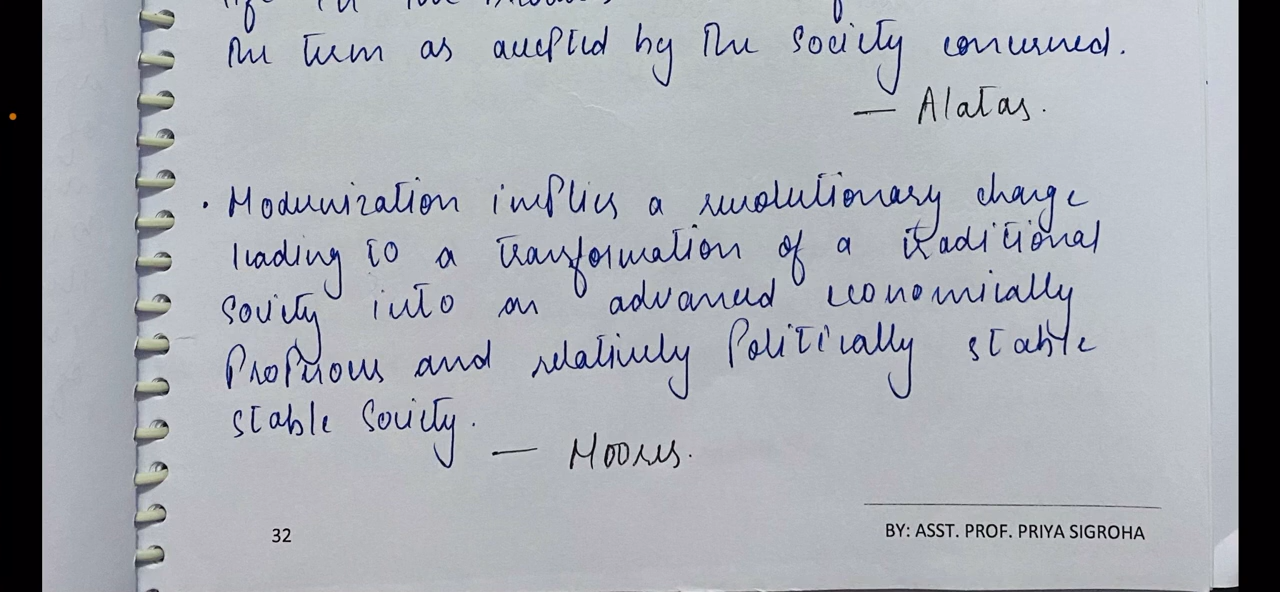 the term as accepted by the society concerned.
— Alatas.
· Modernization implies a revolutionary change
leading to a transformation of a traditional
society into an advanced economically
Prosperous and relatively Politically stable
stable society.
— Moores.
32
BY: ASST. PROF. PRIYA SIGROHA